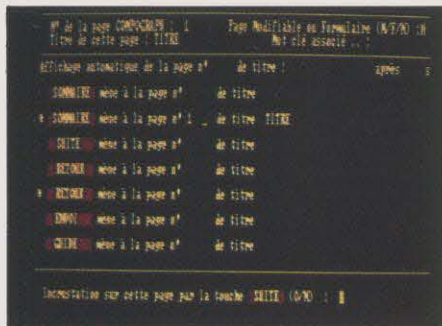 N° de la page COMPOGRAPH : 1 Page Modifiable ou Formulaire (M/F/N) :N
Titre de cette page : TITRE Mot clé associé .. :
Affichage automatique de la page n° de titre : après s
SOMMAIRE mène à la page n° de titre
* SOMMAIRE mène à la page n° 1 _ de titre TITRE
SUITE mène à la page n° de titre
RETOUR mène à la page n° de titre
* RETOUR mène à la page n° de titre
ENVOI mène à la page n° de titre
GUIDE mène à la page n° de titre
Incrustation sur cette page par la touche SUITE (O/N) :